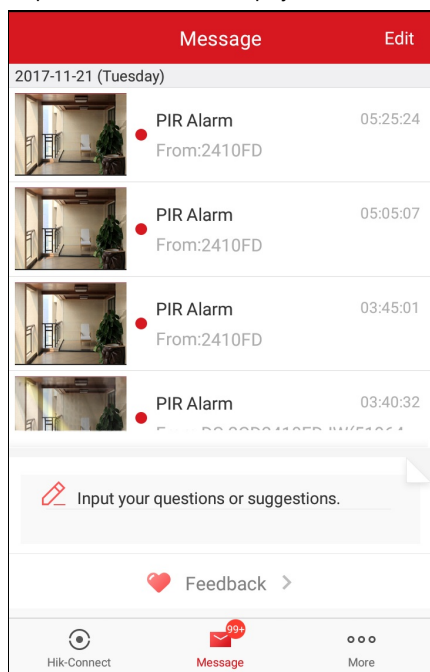 Message
Edit
2017-11-21 (Tuesday)
PIR Alarm
05:25:24
From:2410FD
PIR Alarm
05:05:07
From:2410FD
PIR Alarm
03:45:01
From:2410FD
PIR Alarm
03:40:32
Input your questions or suggestions.
Feedback
99+
Hik-Connect
Message
More